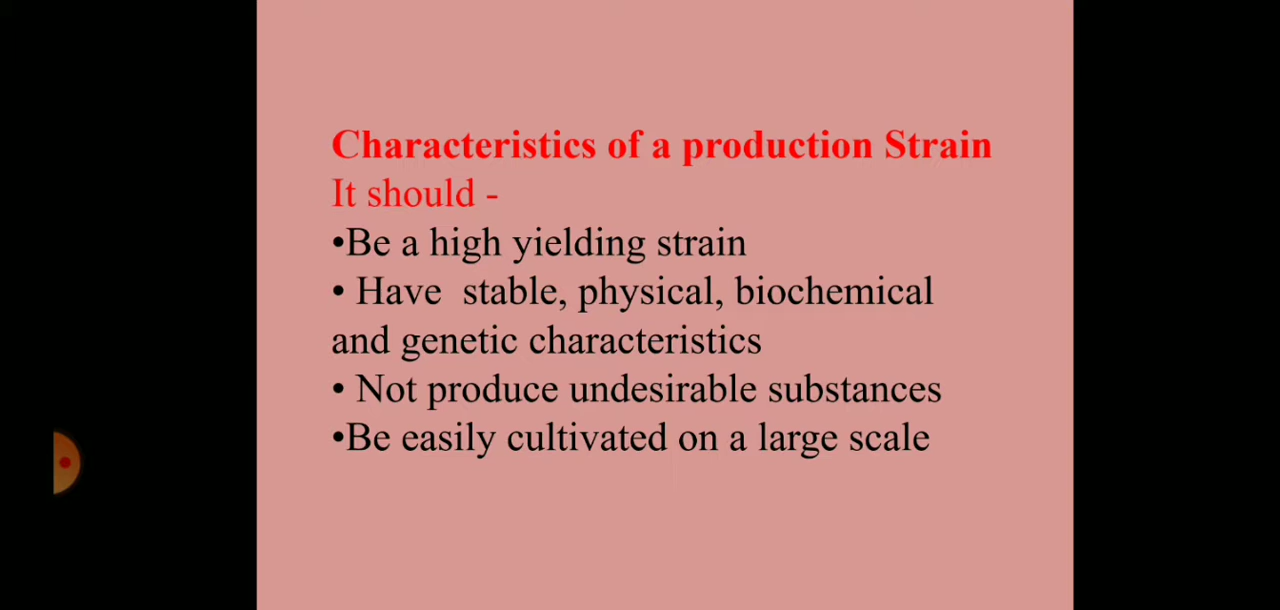 Characteristics of a production Strain
It should -
•Be a high yielding strain
• Have  stable, physical, biochemical
and genetic characteristics
• Not produce undesirable substances
•Be easily cultivated on a large scale